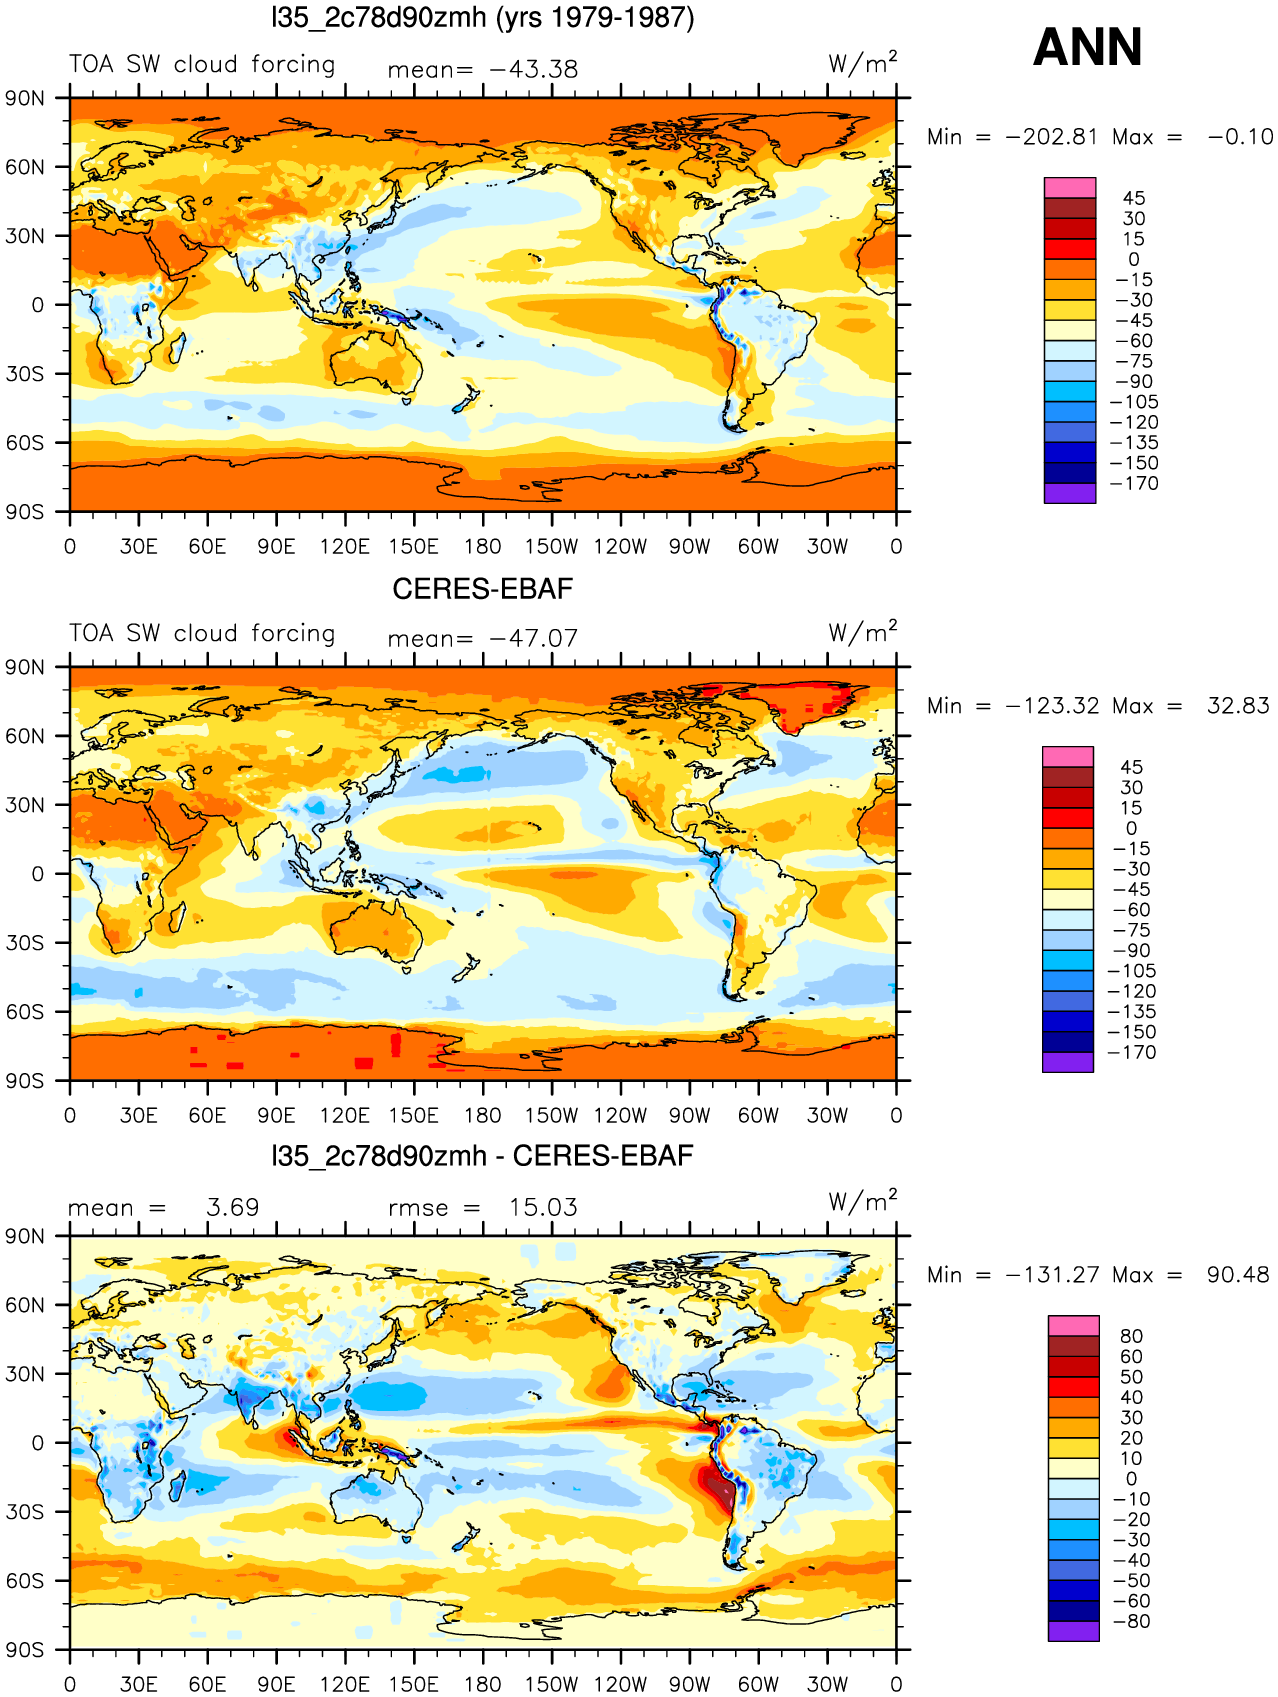 l35_2c78d90zmh (yrs 1979-1987)
ANN
TOA SW cloud forcing mean= −43.38 W/m²
Min = −202.81 Max = −0.10
90N
60N
30N
0
30S
60S
90S
0 30E 60E 90E 120E 150E 180 150W 120W 90W 60W 30W 0
45
30
15
0
−15
−30
−45
−60
−75
−90
−105
−120
−135
−150
−170
CERES-EBAF
TOA SW cloud forcing mean= −47.07 W/m²
Min = −123.32 Max = 32.83
90N
60N
30N
0
30S
60S
90S
0 30E 60E 90E 120E 150E 180 150W 120W 90W 60W 30W 0
45
30
15
0
−15
−30
−45
−60
−75
−90
−105
−120
−135
−150
−170
l35_2c78d90zmh - CERES-EBAF
mean = 3.69 rmse = 15.03 W/m²
Min = −131.27 Max = 90.48
90N
60N
30N
0
30S
60S
90S
0 30E 60E 90E 120E 150E 180 150W 120W 90W 60W 30W 0
80
60
50
40
30
20
10
0
−10
−20
−30
−40
−50
−60
−80